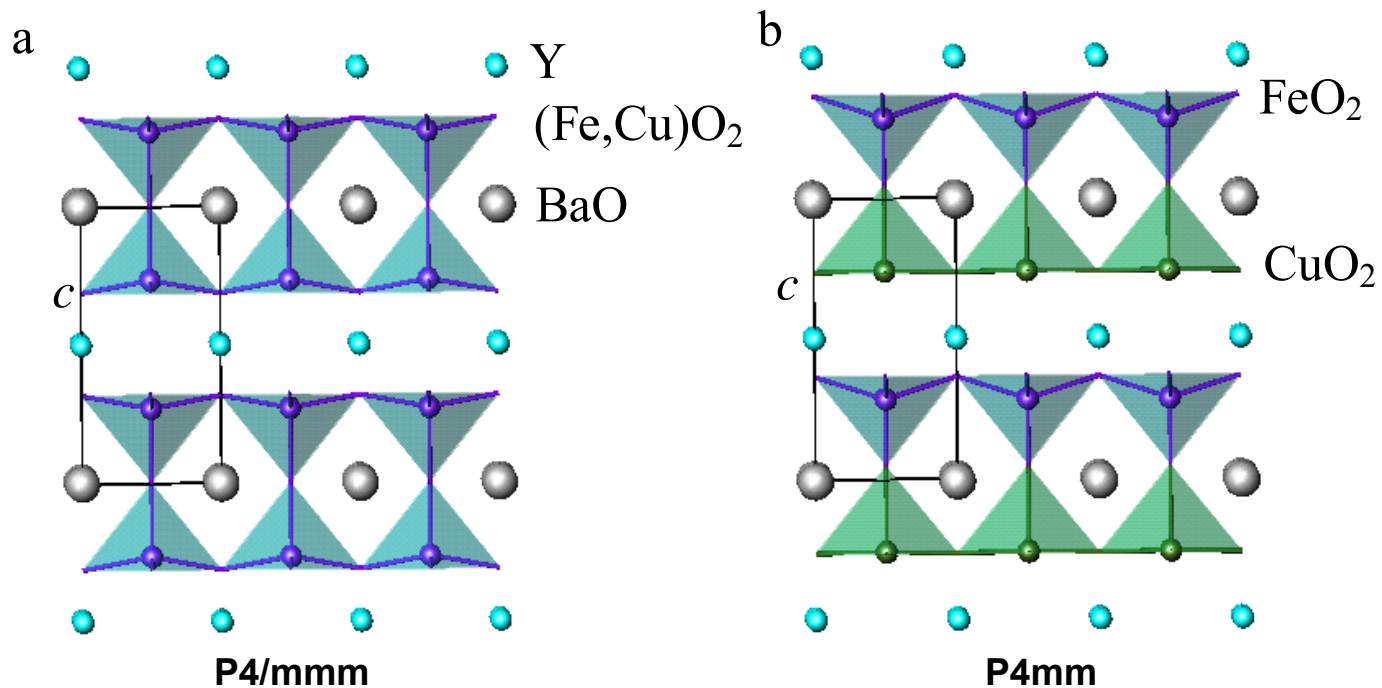 a
Y
(Fe,Cu)O₂
BaO
c
P4/mmm
b
FeO₂
CuO₂
c
P4mm